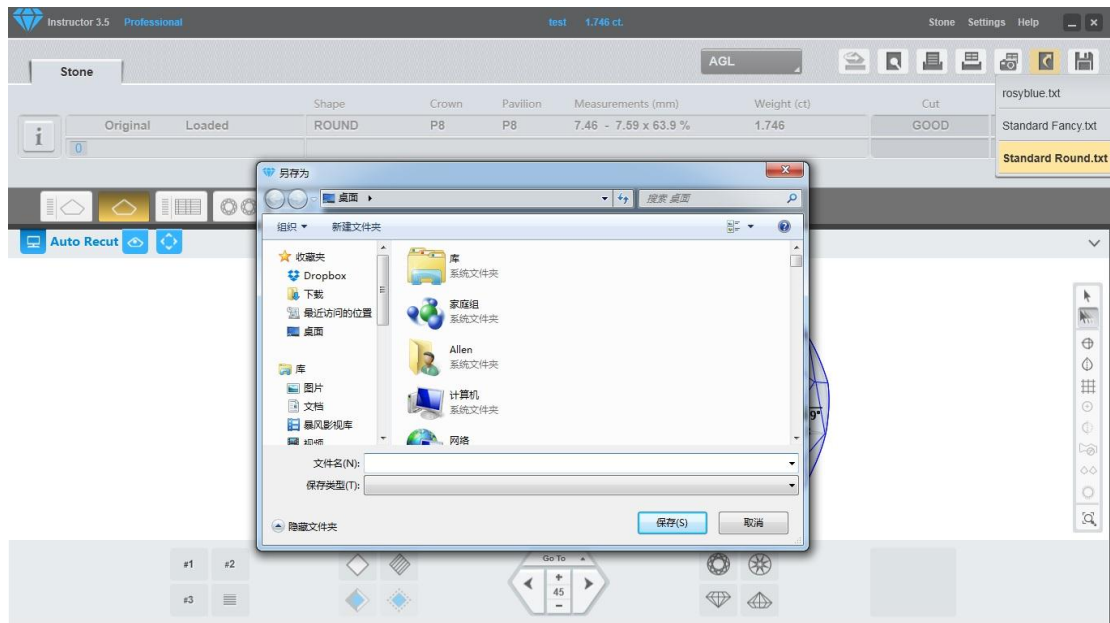 Instructor 3.5 Professional test 1.746 ct. Stone Settings Help
Stone AGL
rosyblue.txt
Standard Fancy.txt
Standard Round.txt
Shape Crown Pavilion Measurements (mm) Weight (ct) Cut
Original Loaded ROUND P8 P8 7.46 - 7.59 x 63.9 % 1.746 GOOD
i
0
另存为
桌面
搜索 桌面
组织 新建文件夹
收藏夹
Dropbox
下载
最近访问的位置
桌面
库
图片
文档
暴风影视库
视频
库
系统文件夹
家庭组
系统文件夹
Allen
系统文件夹
计算机
系统文件夹
网络
文件名(N):
保存类型(T):
隐藏文件夹 保存(S) 取消
Auto Recut
9°
#1 #2
#3
Go To
+
45
−